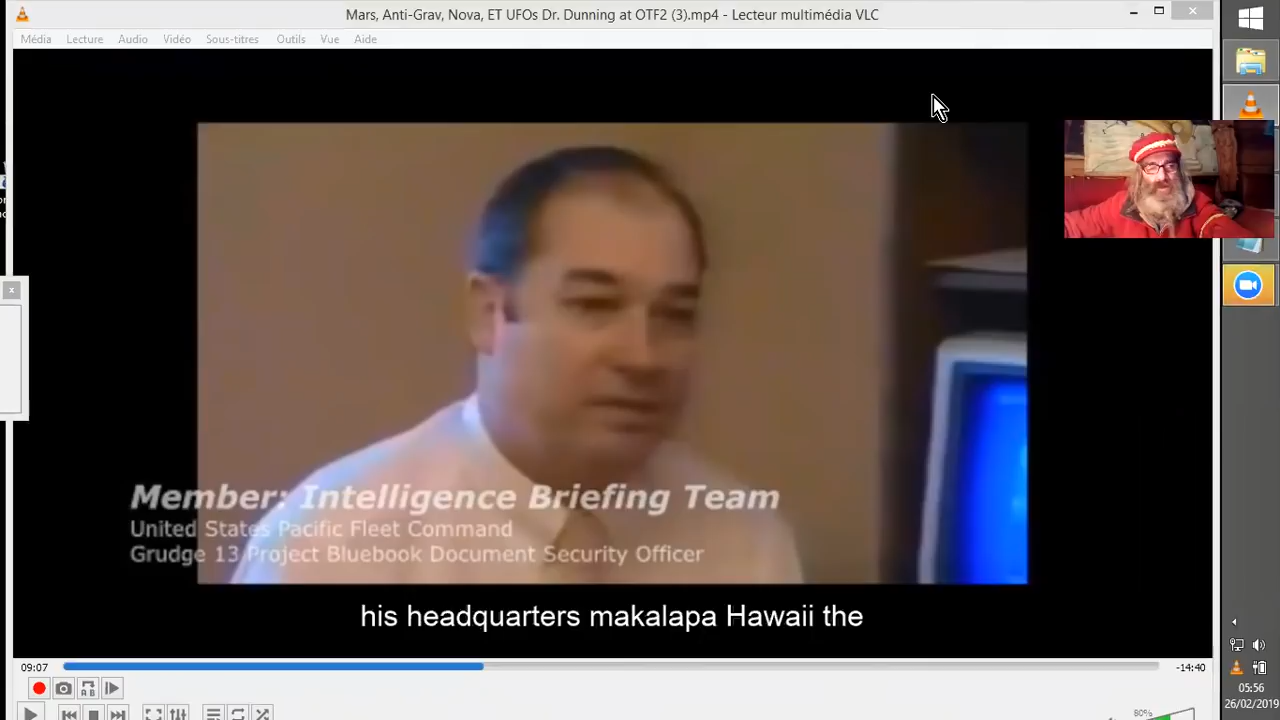 Mars, Anti-Grav, Nova, ET UFOs Dr. Dunning at OTF2 (3).mp4 - Lecteur multimédia VLC
Média Lecture Audio Vidéo Sous-titres Outils Vue Aide
Member: Intelligence Briefing Team
United States Pacific Fleet Command
Grudge 13 Project Bluebook Document Security Officer
his headquarters makalapa Hawaii the
09:07
-14:40
80%
05:56
26/02/2019